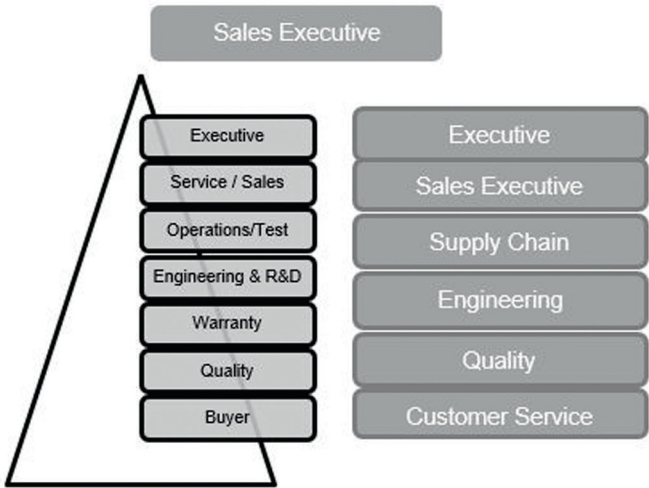 Sales Executive
Executive
Service / Sales
Operations/Test
Engineering & R&D
Warranty
Quality
Buyer
Executive
Sales Executive
Supply Chain
Engineering
Quality
Customer Service